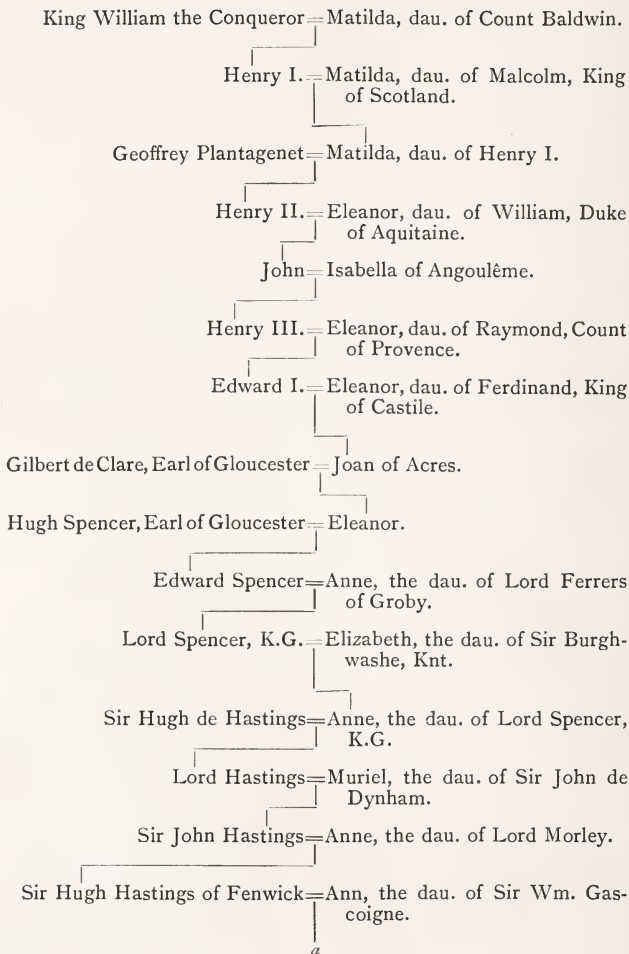 King William the Conqueror=Matilda, dau. of Count Baldwin.
Henry I.=Matilda, dau. of Malcolm, King
of Scotland.
Geoffrey Plantagenet=Matilda, dau. of Henry I.
Henry II.=Eleanor, dau. of William, Duke
of Aquitaine.
John=Isabella of Angoulême.
Henry III.=Eleanor, dau. of Raymond, Count
of Provence.
Edward I.=Eleanor, dau. of Ferdinand, King
of Castile.
Gilbert de Clare, Earl of Gloucester=Joan of Acres.
Hugh Spencer, Earl of Gloucester=Eleanor.
Edward Spencer=Anne, the dau. of Lord Ferrers
of Groby.
Lord Spencer, K.G.=Elizabeth, the dau. of Sir Burgh-
washe, Knt.
Sir Hugh de Hastings=Anne, the dau. of Lord Spencer,
K.G.
Lord Hastings=Muriel, the dau. of Sir John de
Dynham.
Sir John Hastings=Anne, the dau. of Lord Morley.
Sir Hugh Hastings of Fenwick=Ann, the dau. of Sir Wm. Gas-
coigne.
a